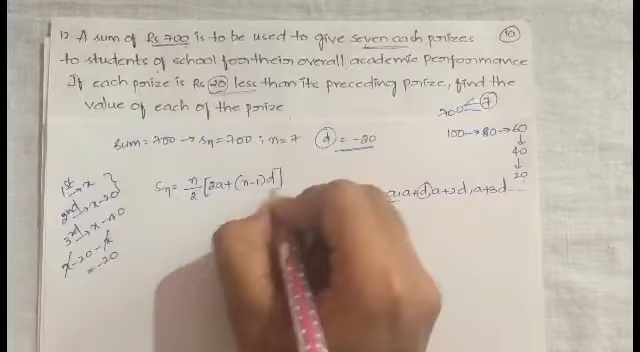 12. A sum of Rs 700 is to be used to give seven cash prizes
to students of school for their overall academic performance
If each prize is Rs 20 less than its preceding prize, find the
value of each of the prize
10
700 < 7
100 → 80 → 60
↓
40
↓
20
Sum = 700 → Sn = 700 ; n = 7 d = -20
1st → x
2nd → x-20
3rd → x-40
x-20-x
= -20
Sn = n/2 [2a+(n-1)d]
a, a+d, a+2d, a+3d ...